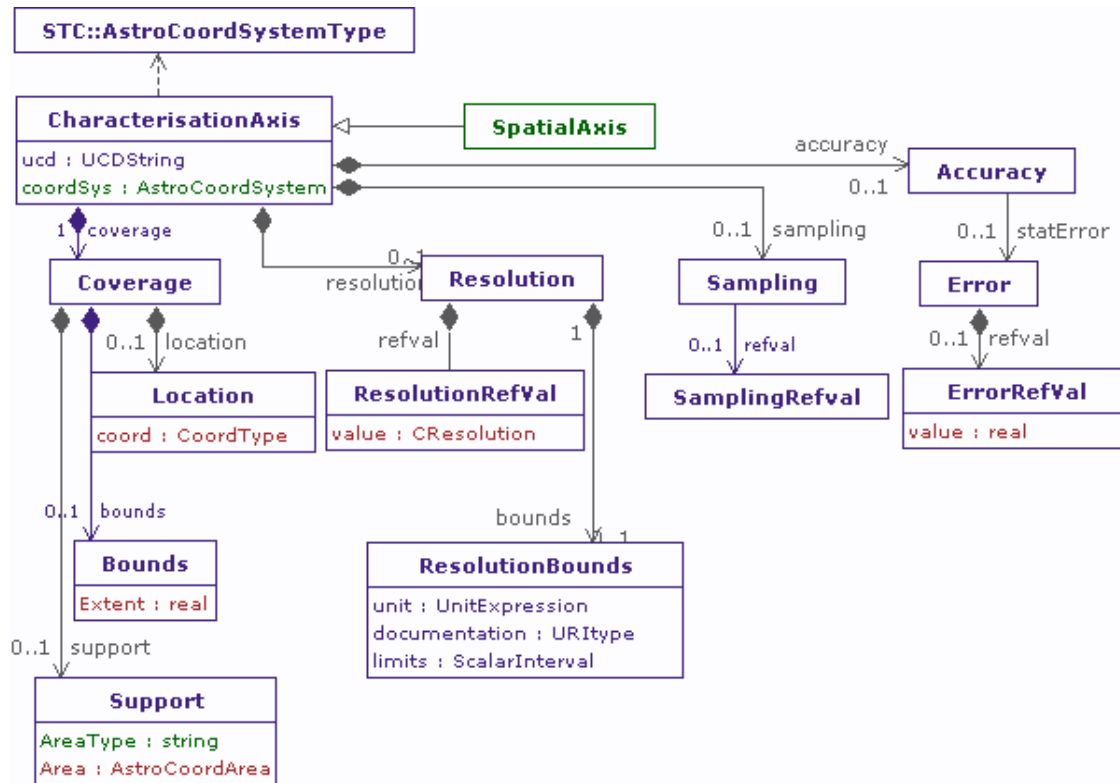 STC::AstroCoordSystemType
CharacterisationAxis
ucd : UCDString
coordSys : AstroCoordSystem
SpatialAxis
accuracy
0..1
Accuracy
1 coverage
0..1
resolution
0..1 sampling
0..1 statError
Coverage
Resolution
Sampling
Error
0..1 location
refval
1
0..1 refval
0..1 refval
Location
coord : CoordType
ResolutionRefVal
value : CResolution
SamplingRefval
ErrorRefVal
value : real
0..1 bounds
bounds
0..1
Bounds
Extent : real
ResolutionBounds
unit : UnitExpression
documentation : URItype
limits : ScalarInterval
0..1 support
Support
AreaType : string
Area : AstroCoordArea